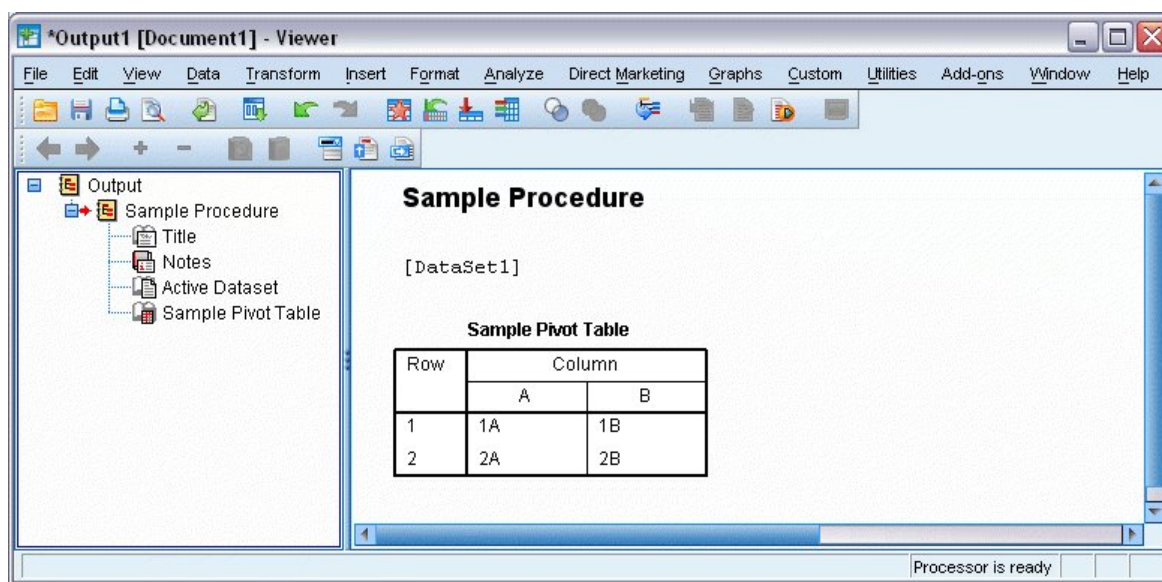 *Output1 [Document1] - Viewer
File Edit View Data Transform Insert Format Analyze Direct Marketing Graphs Custom Utilities Add-ons Window Help
Output
Sample Procedure
Title
Notes
Active Dataset
Sample Pivot Table
Sample Procedure
[DataSet1]
Sample Pivot Table
Row Column
A B
1 1A 1B
2 2A 2B
Processor is ready